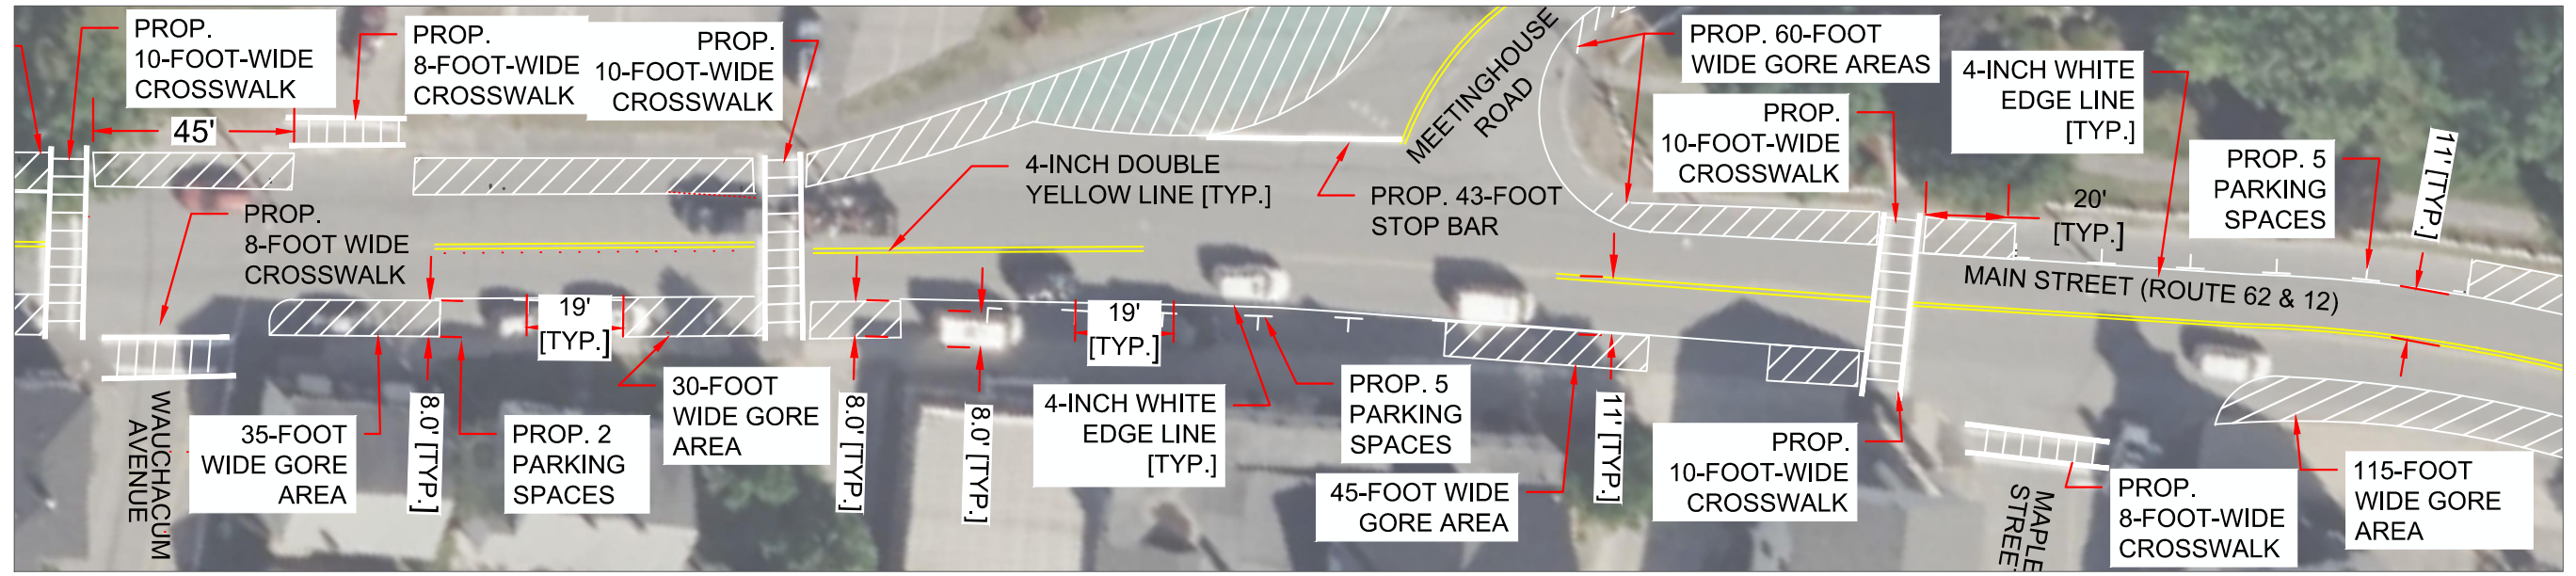 PROP.
10-FOOT-WIDE
CROSSWALK
PROP.
8-FOOT-WIDE
CROSSWALK
PROP.
10-FOOT-WIDE
CROSSWALK
45'
PROP.
8-FOOT WIDE
CROSSWALK
4-INCH DOUBLE
YELLOW LINE [TYP.]
MEETINGHOUSE
ROAD
PROP. 43-FOOT
STOP BAR
PROP. 60-FOOT
WIDE GORE AREAS
PROP.
10-FOOT-WIDE
CROSSWALK
4-INCH WHITE
EDGE LINE
[TYP.]
20'
[TYP.]
PROP. 5
PARKING
SPACES
11' [TYP.]
MAIN STREET (ROUTE 62 & 12)
WAUCHACUM
AVENUE
35-FOOT
WIDE GORE
AREA
8.0' [TYP.]
PROP. 2
PARKING
SPACES
19'
[TYP.]
30-FOOT
WIDE GORE
AREA
8.0' [TYP.]
8.0' [TYP.]
19'
[TYP.]
4-INCH WHITE
EDGE LINE
[TYP.]
PROP. 5
PARKING
SPACES
45-FOOT WIDE
GORE AREA
11' [TYP.]
PROP.
10-FOOT-WIDE
CROSSWALK
MAPLE
STREET
PROP.
8-FOOT-WIDE
CROSSWALK
115-FOOT
WIDE GORE
AREA